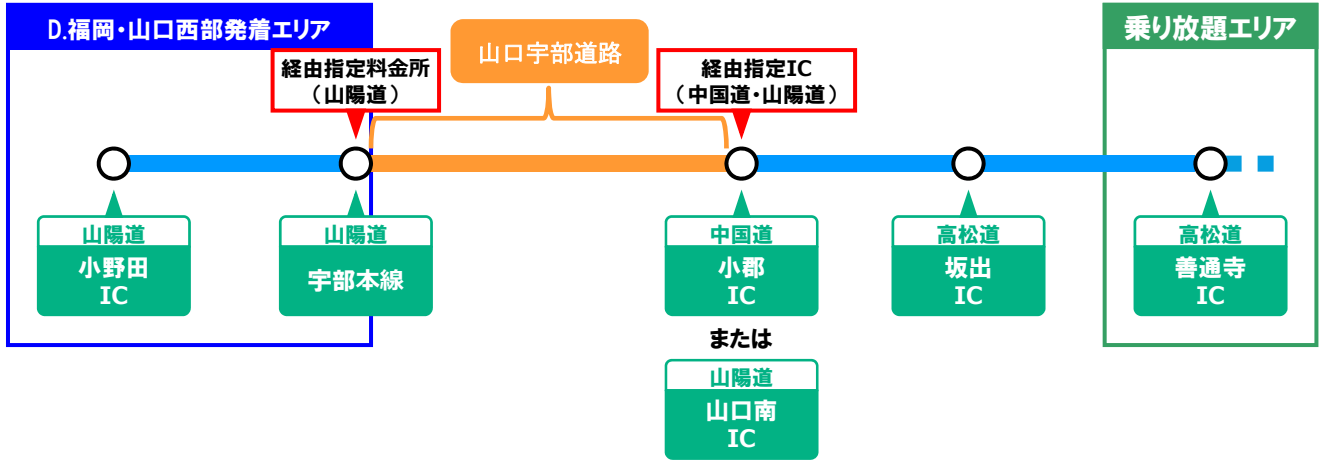 D.福岡・山口西部発着エリア
山口宇部道路
乗り放題エリア
経由指定料金所
（山陽道）
経由指定IC
（中国道・山陽道）
山陽道
小野田
IC
山陽道
宇部本線
中国道
小郡
IC
または
山陽道
山口南
IC
高松道
坂出
IC
高松道
善通寺
IC